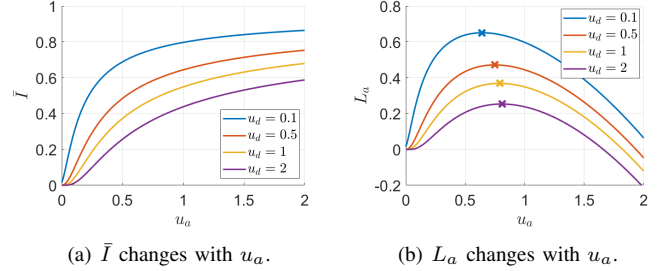 1
0.8
0.6
0.4
0.2
0
Ī
0
0.5
1
1.5
2
u_a
u_d = 0.1
u_d = 0.5
u_d = 1
u_d = 2
(a) Ī changes with u_a.
0.8
0.6
0.4
0.2
0
-0.2
L_a
0
0.5
1
1.5
2
u_a
u_d = 0.1
u_d = 0.5
u_d = 1
u_d = 2
(b) L_a changes with u_a.